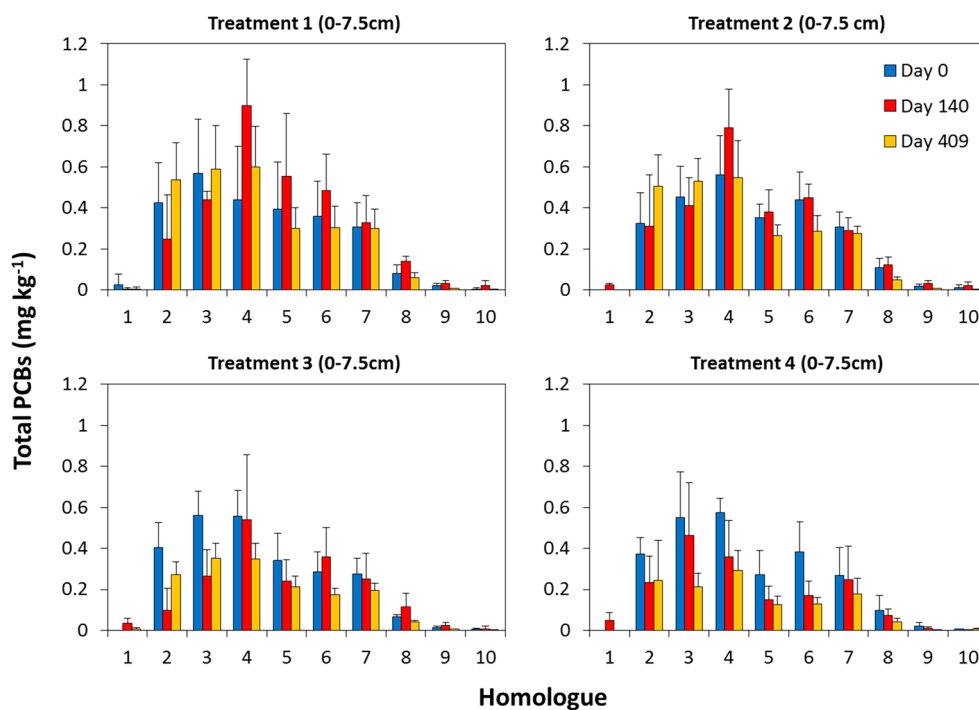 Treatment 1 (0-7.5cm)
Treatment 2 (0-7.5 cm)
1.2
1
0.8
0.6
0.4
0.2
0
1 2 3 4 5 6 7 8 9 10
1.2
1
0.8
0.6
0.4
0.2
0
1 2 3 4 5 6 7 8 9 10
Day 0
Day 140
Day 409
Treatment 3 (0-7.5cm)
Treatment 4 (0-7.5cm)
1.2
1
0.8
0.6
0.4
0.2
0
1 2 3 4 5 6 7 8 9 10
1.2
1
0.8
0.6
0.4
0.2
0
1 2 3 4 5 6 7 8 9 10
Total PCBs (mg kg⁻¹)
Homologue